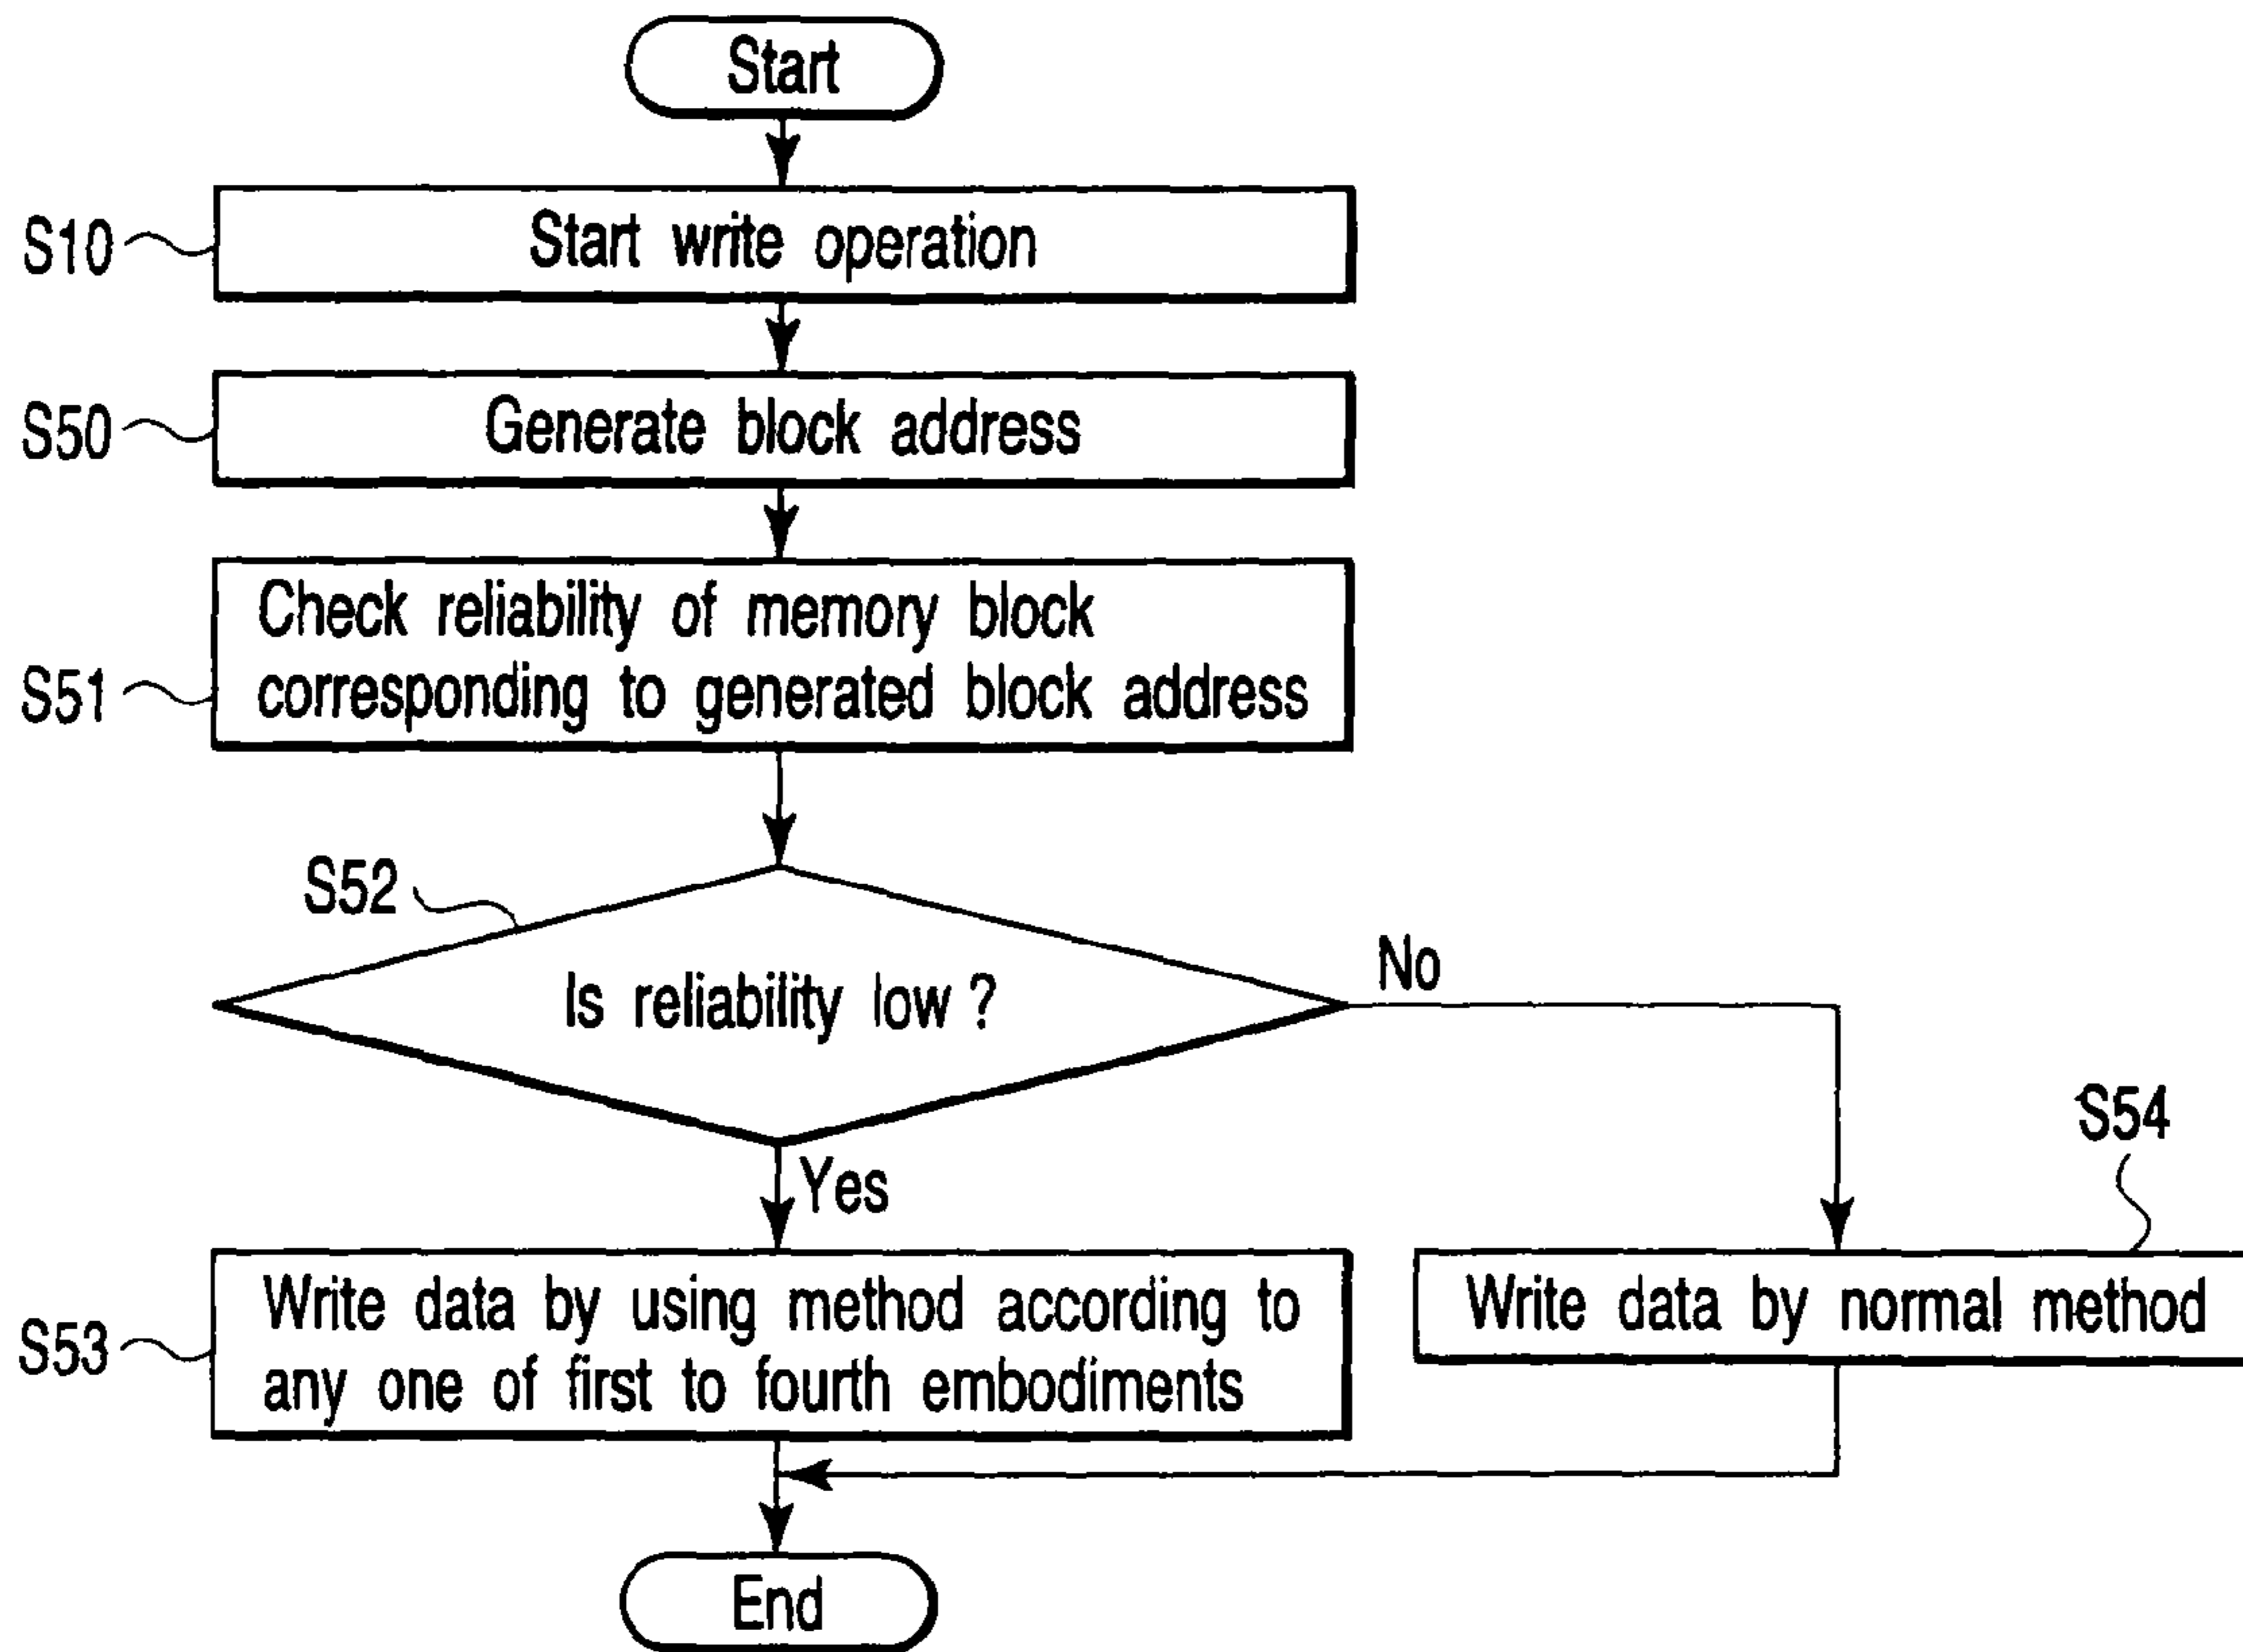 Start
S10
Start write operation
S50
Generate block address
Check reliability of memory block
S51
corresponding to generated block address
S52
Is reliability low ?
No
Yes
S54
Write data by using method according to
any one of first to fourth embodiments
S53
Write data by normal method
End